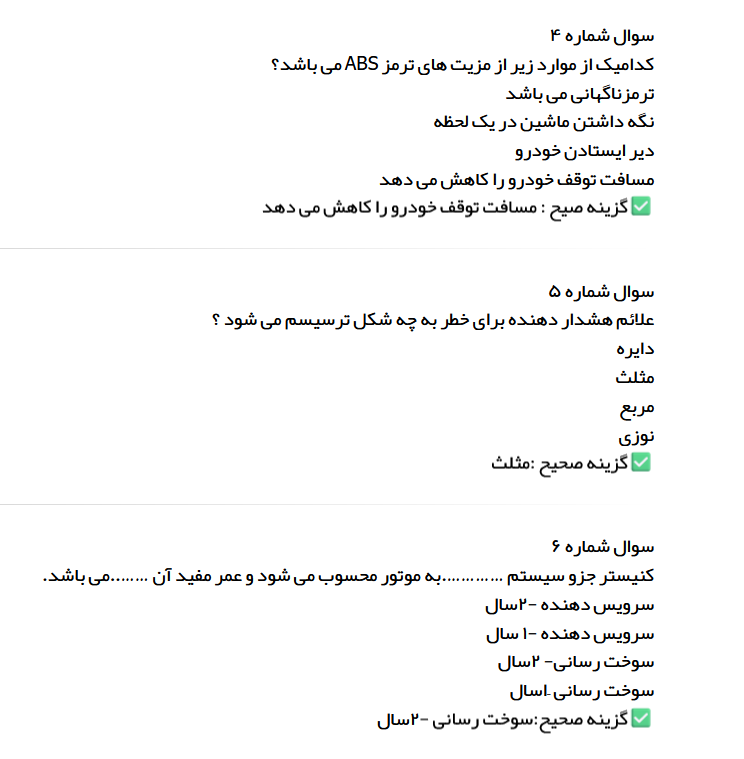 سوال شماره ۴
کدامیک از موارد زیر از مزیت های ترمز ABS می باشد؟
ترمزناگهانی می باشد
نگه داشتن ماشین در یک لحظه
دیر ایستادن خودرو
مسافت توقف خودرو را کاهش می دهد
✅گزینه صیح : مسافت توقف خودرو را کاهش می دهد
سوال شماره ۵
علائم هشدار دهنده برای خطر به چه شکل ترسیسم می شود ؟
دایره
مثلث
مربع
نوزی
✅گزینه صحیح :مثلث
سوال شماره ۶
کنیستر جزو سیستم ………….به موتور محسوب می شود و عمر مفید آن ……..می باشد.
سرویس دهنده -۲سال
سرویس دهنده -۱ سال
سوخت رسانی- ۲سال
سوخت رسانی -۱سال
✅گزینه صحیح:سوخت رسانی -۲سال